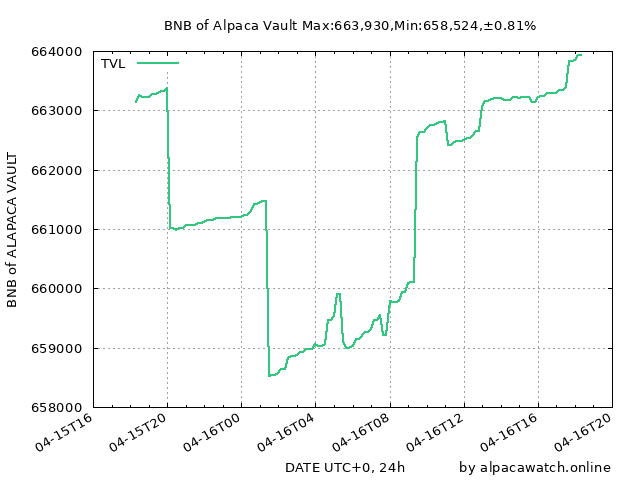 BNB of Alpaca Vault Max:663,930,Min:658,524,±0.81%
TVL
664000
663000
662000
661000
660000
659000
658000
BNB of ALAPACA VAULT
04-15T16
04-15T20
04-16T00
04-16T04
04-16T08
04-16T12
04-16T16
04-16T20
DATE UTC+0, 24h
by alpacawatch.online